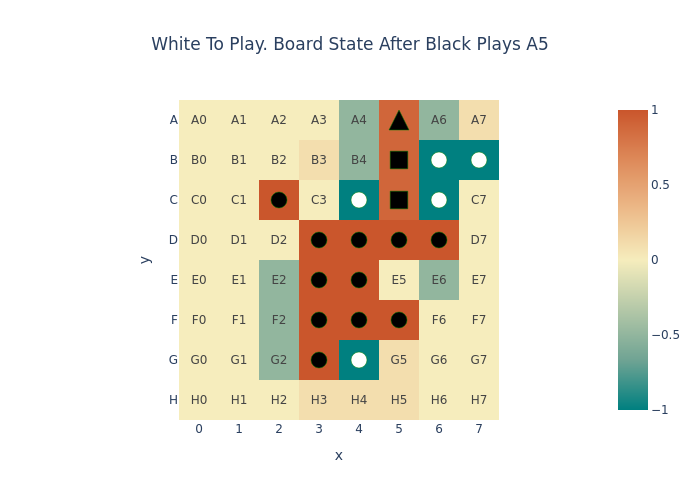 White To Play. Board State After Black Plays A5
A A0 A1 A2 A3 A4 A6 A7
B B0 B1 B2 B3 B4
C C0 C1 C3 C7
D D0 D1 D2 D7
E E0 E1 E2 E5 E6 E7
F F0 F1 F2 F6 F7
G G0 G1 G2 G5 G6 G7
H H0 H1 H2 H3 H4 H5 H6 H7
0 1 2 3 4 5 6 7
x
y
1
0.5
0
−0.5
−1